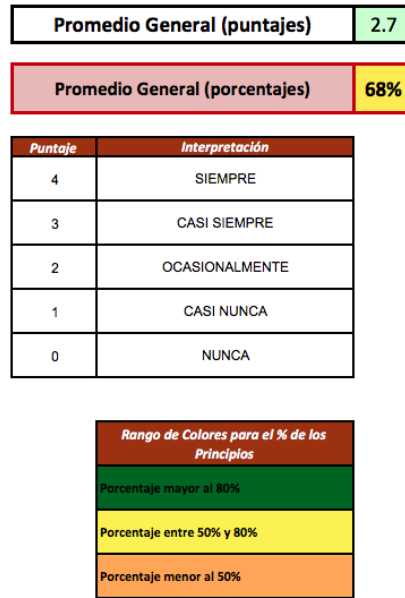 Promedio General (puntajes) 2.7
Promedio General (porcentajes) 68%
Puntaje Interpretación
4 SIEMPRE
3 CASI SIEMPRE
2 OCASIONALMENTE
1 CASI NUNCA
0 NUNCA
Rango de Colores para el % de los
Principios
Porcentaje mayor al 80%
Porcentaje entre 50% y 80%
Porcentaje menor al 50%